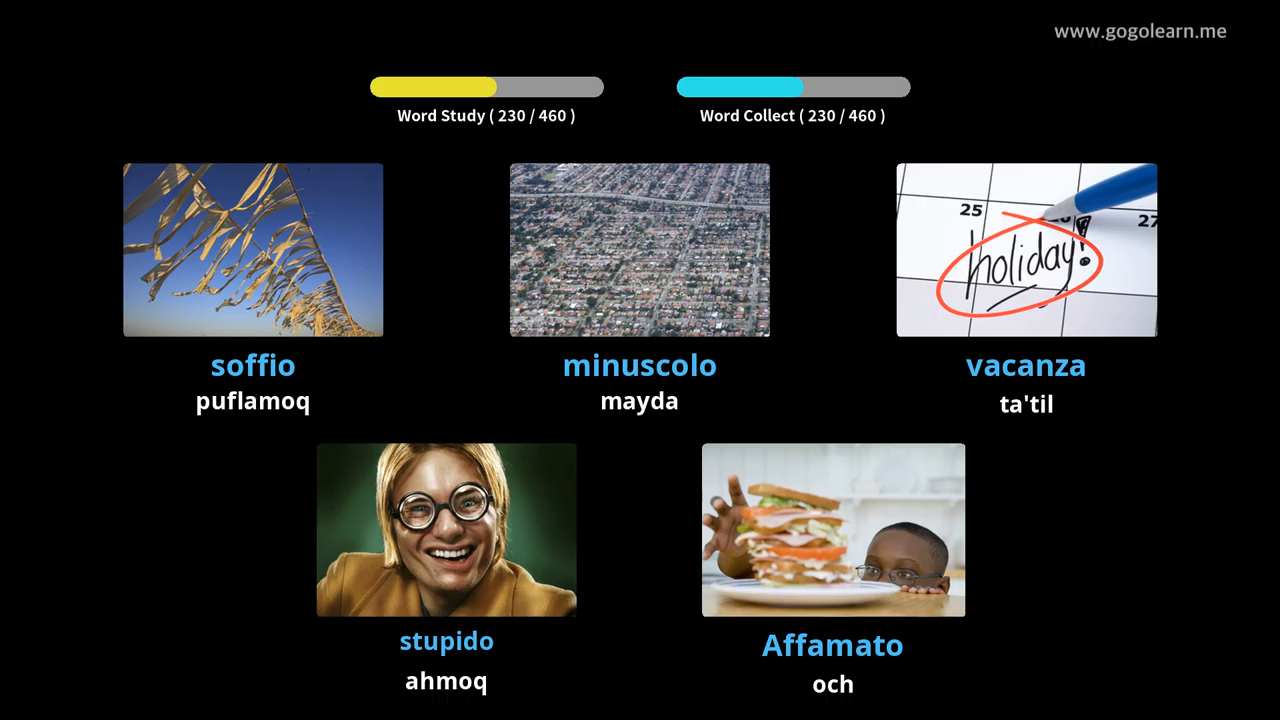 www.gogolearn.me
Word Study ( 230 / 460 )
Word Collect ( 230 / 460 )
25
27
holiday!
soffio
minuscolo
vacanza
puflamoq
mayda
ta'til
stupido
Affamato
ahmoq
och